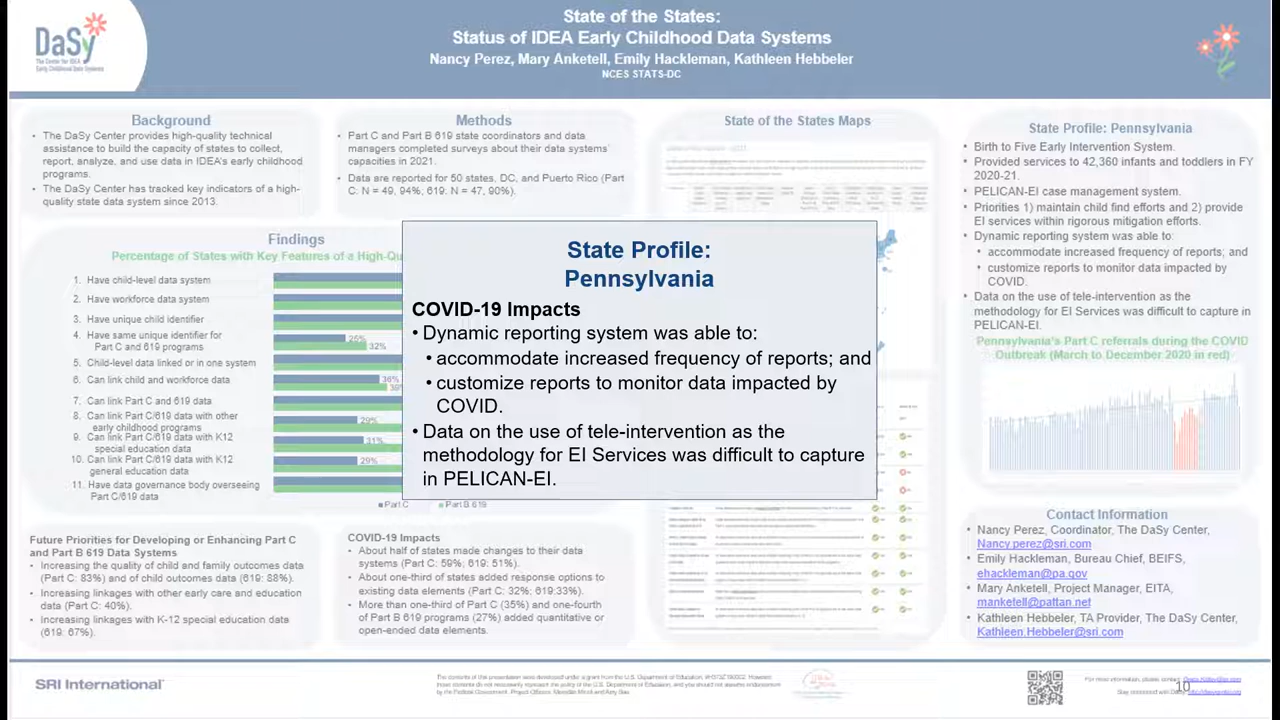 State of the States:
Status of IDEA Early Childhood Data Systems
Nancy Perez, Mary Anketell, Emily Hackleman, Kathleen Hebbeler
NCES STATS-DC
DaSy
The Center for IDEA
Early Childhood Data Systems
Background
• The DaSy Center provides high-quality technical
assistance to build the capacity of states to collect,
report, analyze, and use data in IDEA's early childhood
programs.
• The DaSy Center has tracked key indicators of a high-
quality state data system since 2013.
Methods
• Part C and Part B 619 state coordinators and data
managers completed surveys about their data systems'
capacities in 2021.
• Data are reported for 50 states, DC, and Puerto Rico (Part
C: N = 49, 94%, 619: N = 47, 90%).
Findings
Percentage of States with Key Features of a High-Qu
1. Have child-level data system
2. Have workforce data system
3. Have unique child identifier
4. Have same unique identifier for
Part C and 619 programs
25%
32%
5. Child-level data linked or in one system
6. Can link child and workforce data
36%
7. Can link Part C and 619 data
8. Can link Part C/619 data with other
early childhood programs
29%
9. Can link Part C/619 data with K12
special education data
31%
10. Can link Part C/619 data with K12
general education data
29%
11. Have data governance body overseeing
Part C/619 data
Part C
Part B 619
State Profile:
Pennsylvania
COVID-19 Impacts
• Dynamic reporting system was able to:
• accommodate increased frequency of reports; and
• customize reports to monitor data impacted by
COVID.
• Data on the use of tele-intervention as the
methodology for EI Services was difficult to capture
in PELICAN-EI.
Future Priorities for Developing or Enhancing Part C
and Part B 619 Data Systems
• Increasing the quality of child and family outcomes data
(Part C: 83%) and of child outcomes data (619: 88%).
• Increasing linkages with other early care and education
data (Part C: 40%).
• Increasing linkages with K-12 special education data
(619: 67%).
COVID-19 Impacts
• About half of states made changes to their data
systems (Part C: 59%; 619: 51%).
• About one-third of states added response options to
existing data elements (Part C: 32%; 619:33%).
• More than one-third of Part C (35%) and one-fourth
of Part B 619 programs (27%) added quantitative or
open-ended data elements.
State of the States Maps
State Profile: Pennsylvania
• Birth to Five Early Intervention System.
• Provided services to 42,360 infants and toddlers in FY
2020-21.
• PELICAN-EI case management system.
• Priorities 1) maintain child find efforts and 2) provide
EI services within rigorous mitigation efforts.
• Dynamic reporting system was able to:
• accommodate increased frequency of reports; and
• customize reports to monitor data impacted by
COVID.
• Data on the use of tele-intervention as the
methodology for EI Services was difficult to capture in
PELICAN-EI.
Pennsylvania's Part C referrals during the COVID
Outbreak (March to December 2020 in red)
Contact Information
• Nancy Perez, Coordinator, The DaSy Center,
Nancy.perez@sri.com
• Emily Hackleman, Bureau Chief, BEIFS,
ehackleman@pa.gov
• Mary Anketell, Project Manager, EITA,
manketell@pattan.net
• Kathleen Hebbeler, TA Provider, The DaSy Center,
Kathleen.Hebbeler@sri.com
SRI International
10